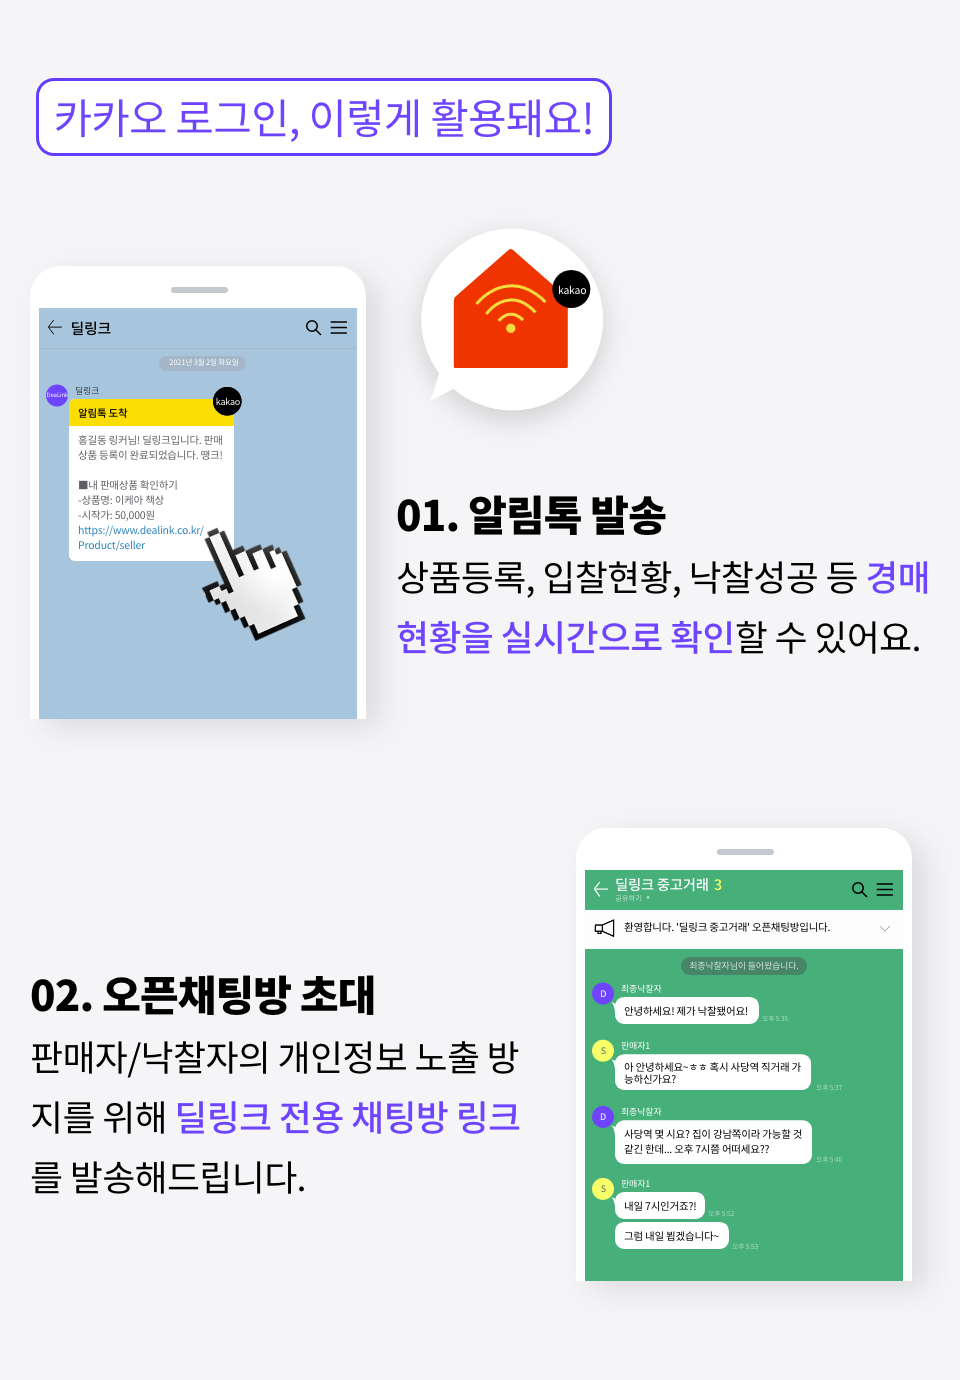 카카오 로그인, 이렇게 활용돼요!
kakao
딜링크
2021년 3월 2일 화요일
DeaLink
딜링크
알림톡 도착
kakao
홍길동 링커님! 딜링크입니다. 판매
상품 등록이 완료되었습니다. 땡크!
■내 판매상품 확인하기
-상품명: 이케아 책상
-시작가: 50,000원
https://www.dealink.co.kr/
Product/seller
01. 알림톡 발송
상품등록, 입찰현황, 낙찰성공 등 경매
현황을 실시간으로 확인할 수 있어요.
02. 오픈채팅방 초대
판매자/낙찰자의 개인정보 노출 방
지를 위해 딜링크 전용 채팅방 링크
를 발송해드립니다.
딜링크 중고거래 3
공유하기 ▼
환영합니다. '딜링크 중고거래' 오픈채팅방입니다.
최종낙찰자님이 들어왔습니다.
D
최종낙찰자
안녕하세요! 제가 낙찰됐어요!
오후 5:35
S
판매자1
아 안녕하세요~ㅎㅎ 혹시 사당역 직거래 가
능하신가요?
오후 5:37
D
최종낙찰자
사당역 몇 시요? 집이 강남쪽이라 가능할 것
같긴 한데... 오후 7시쯤 어떠세요??
오후 5:40
S
판매자1
내일 7시인거죠?!
오후 5:52
그럼 내일 뵙겠습니다~
오후 5:53